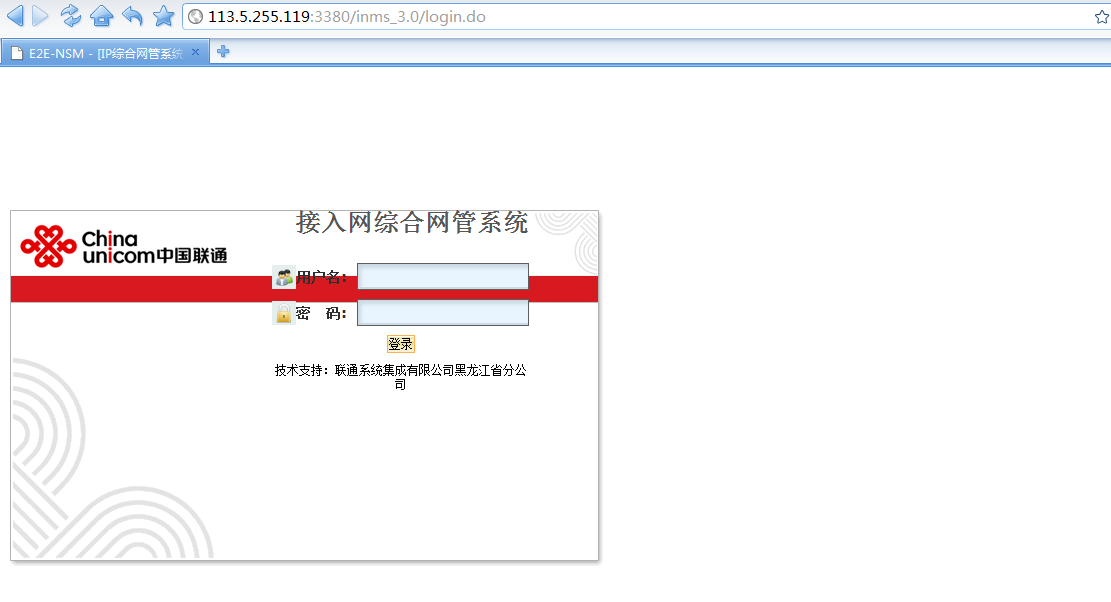 113.5.255.119:3380/inms_3.0/login.do
E2E-NSM - [IP综合网管系统
接入网综合网管系统
China
unicom中国联通
用户名：
密 码：
登录
技术支持：联通系统集成有限公司黑龙江省分公
司